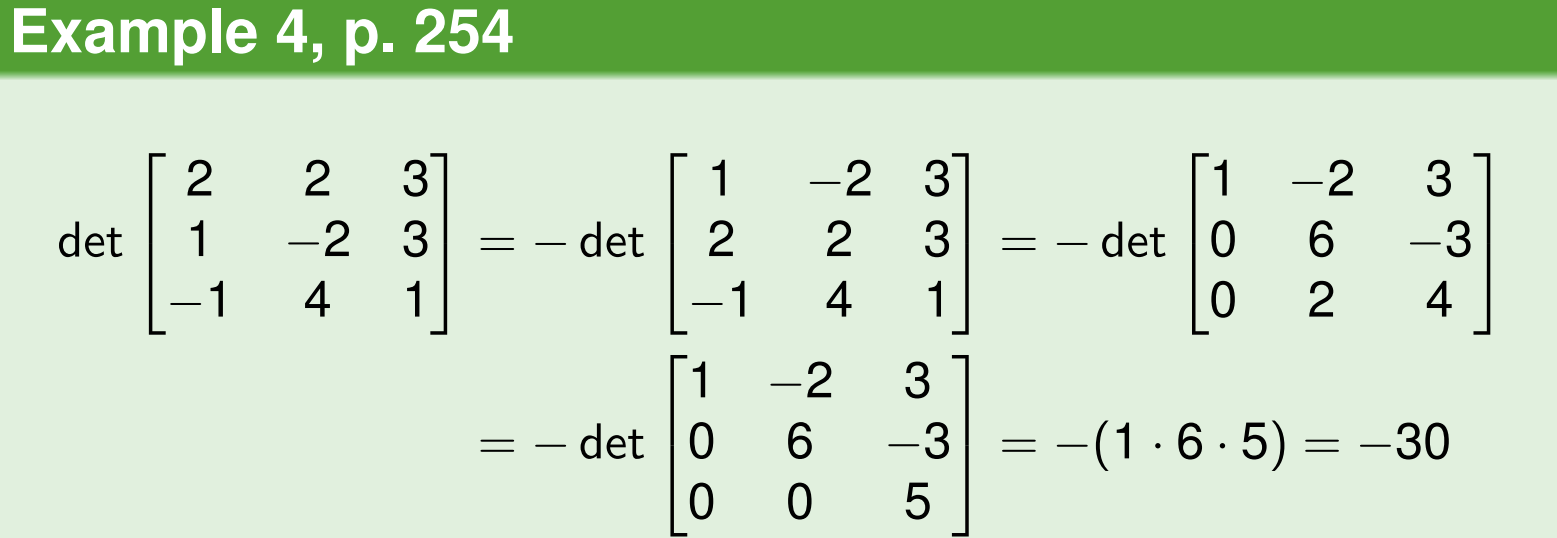 Example 4, p. 254
det [2 2 3; 1 −2 3; −1 4 1] = − det [1 −2 3; 2 2 3; −1 4 1] = − det [1 −2 3; 0 6 −3; 0 2 4]
= − det [1 −2 3; 0 6 −3; 0 0 5] = −(1 · 6 · 5) = −30